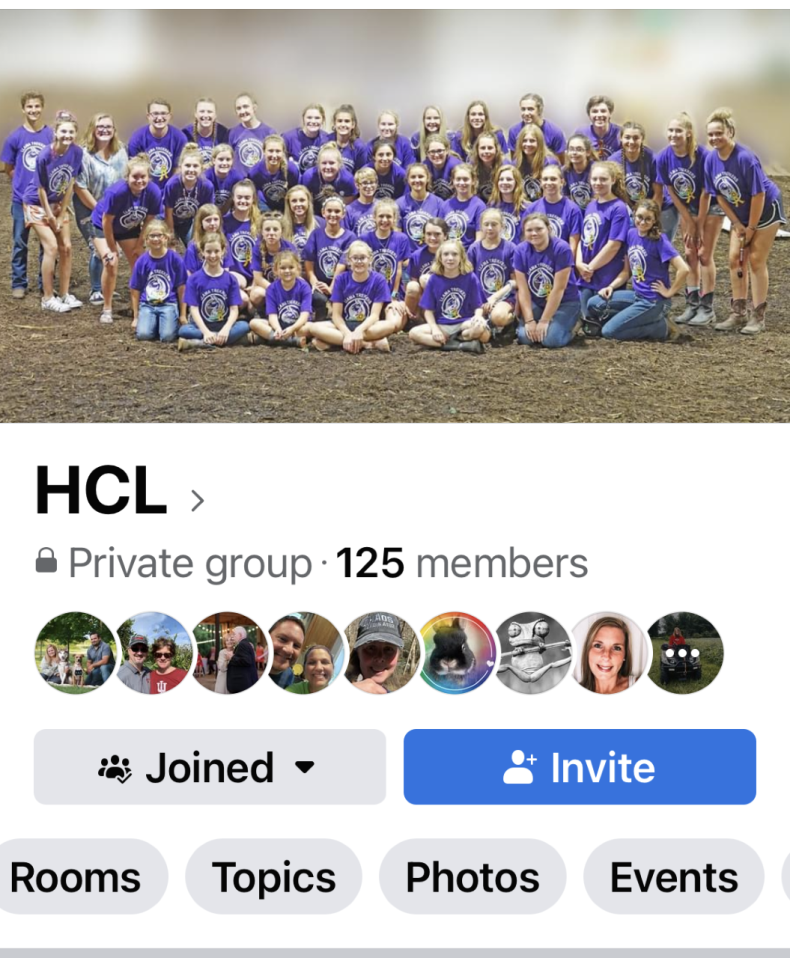 HCL
Private group · 125 members
Joined
Invite
Rooms
Topics
Photos
Events